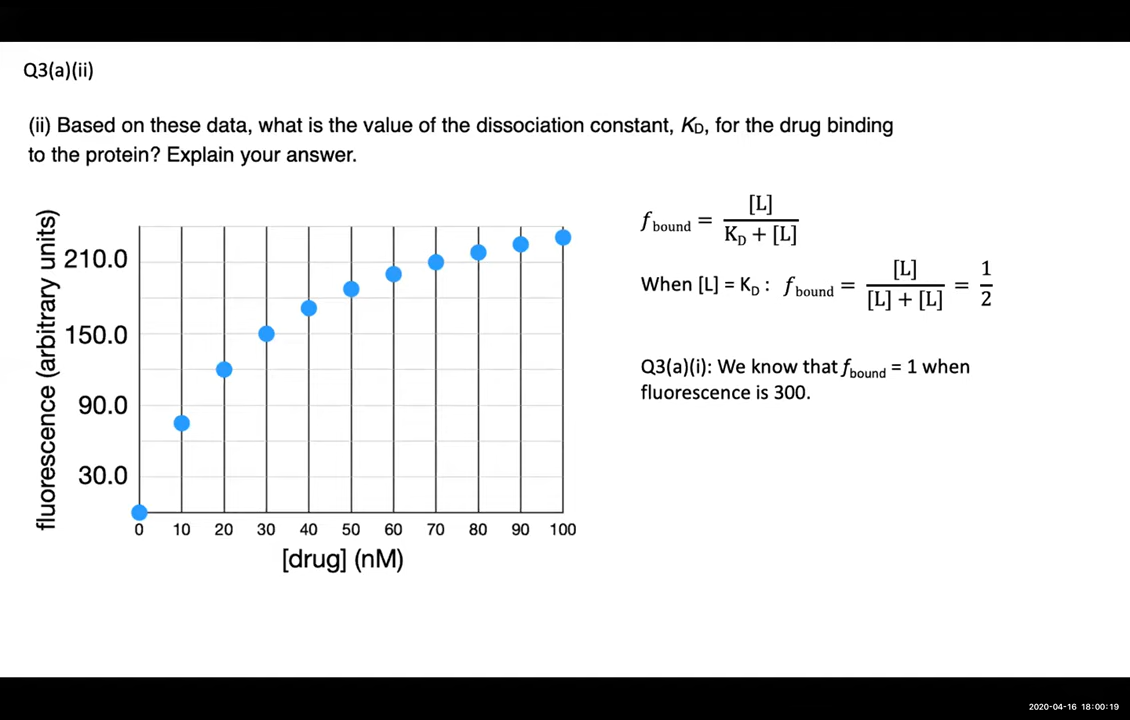 Q3(a)(ii)
(ii) Based on these data, what is the value of the dissociation constant, KD, for the drug binding
to the protein? Explain your answer.
fluorescence (arbitrary units)
210.0
150.0
90.0
30.0
0 10 20 30 40 50 60 70 80 90 100
[drug] (nM)
f bound = [L] / KD + [L]
When [L] = KD : f bound = [L] / [L] + [L] = 1 / 2
Q3(a)(i): We know that fbound = 1 when
fluorescence is 300.
2020-04-16 18:00:19